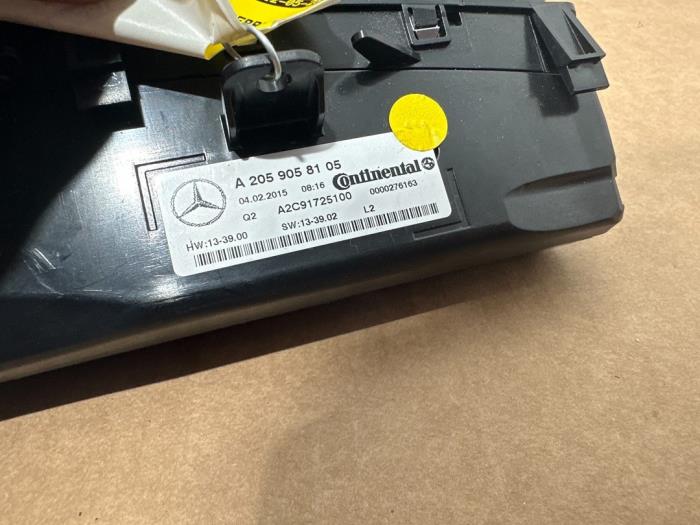 A 205 905 81 05
04.02.2015 08:16 Continental
Q2 A2C91725100 0000276163
HW:13-39.00 SW:13-39.02 L2